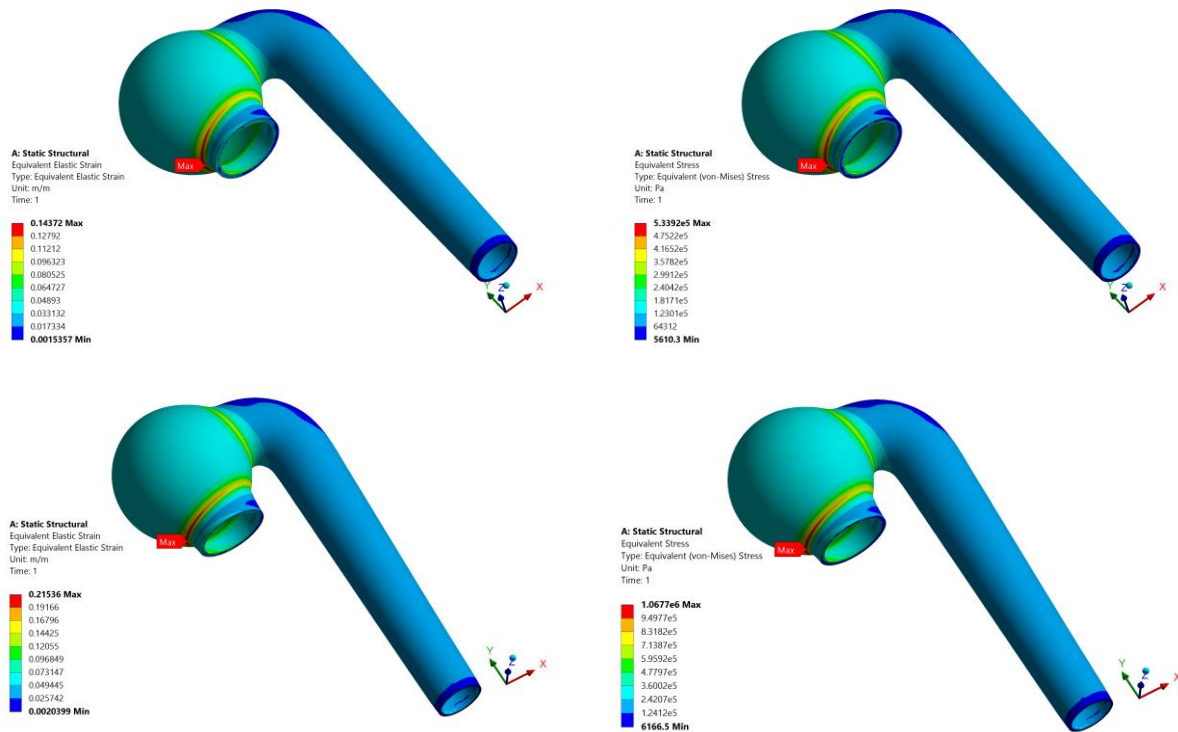 Max
A: Static Structural
Equivalent Elastic Strain
Type: Equivalent Elastic Strain
Unit: m/m
Time: 1
0.14372 Max
0.12792
0.11212
0.096323
0.080525
0.064727
0.04893
0.033132
0.017334
0.0015357 Min
Y
Z
X
Max
A: Static Structural
Equivalent Stress
Type: Equivalent (von-Mises) Stress
Unit: Pa
Time: 1
5.3392e5 Max
4.7522e5
4.1652e5
3.5782e5
2.9912e5
2.4042e5
1.8171e5
1.2301e5
64312
5610.3 Min
Y
Z
X
Max
A: Static Structural
Equivalent Elastic Strain
Type: Equivalent Elastic Strain
Unit: m/m
Time: 1
0.21536 Max
0.19166
0.16796
0.14425
0.12055
0.096849
0.073147
0.049445
0.025742
0.0020399 Min
Y
Z
X
Max
A: Static Structural
Equivalent Stress
Type: Equivalent (von-Mises) Stress
Unit: Pa
Time: 1
1.0677e6 Max
9.4977e5
8.3182e5
7.1387e5
5.9592e5
4.7797e5
3.6002e5
2.4207e5
1.2412e5
6166.5 Min
Y
Z
X